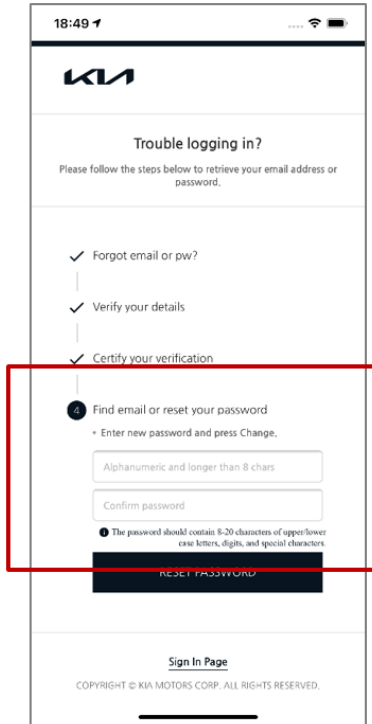 18:49
KIA
Trouble logging in?
Please follow the steps below to retrieve your email address or
password.
Forgot email or pw?
Verify your details
Certify your verification
4 Find email or reset your password
• Enter new password and press Change.
Alphanumeric and longer than 8 chars
Confirm password
The password should contain 8-20 characters of upper/lower
case letters, digits, and special characters.
RESET PASSWORD
Sign In Page
COPYRIGHT © KIA MOTORS CORP. ALL RIGHTS RESERVED.